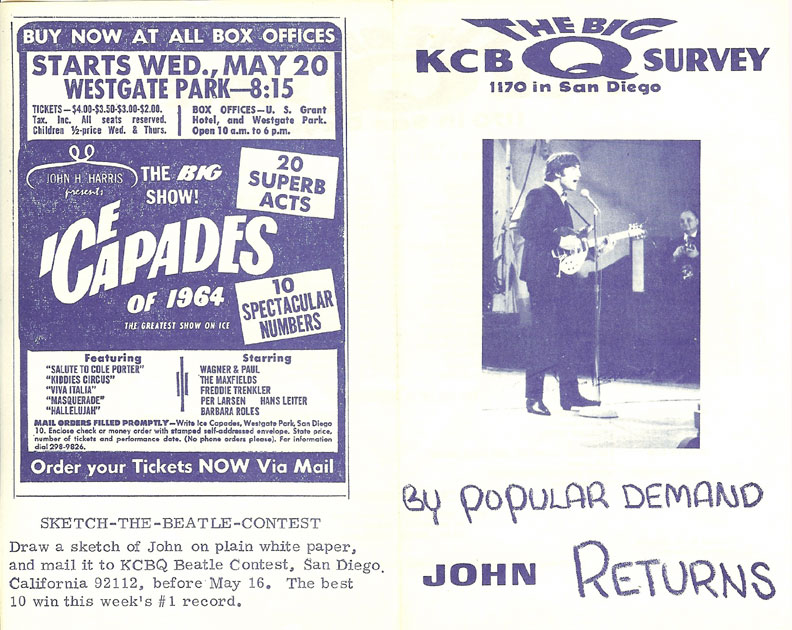 BUY NOW AT ALL BOX OFFICES
STARTS WED., MAY 20
WESTGATE PARK—8:15
TICKETS—$4.00-$3.50-$3.00-$2.00.
Tax. Inc. All seats reserved.
Children ½-price Wed. & Thurs.
BOX OFFICES—U. S. Grant
Hotel, and Westgate Park.
Open 10 a.m. to 6 p.m.
JOHN H. HARRIS
presents
THE BIG
SHOW!
20
SUPERB
ACTS
ICE
CAPADES
OF 1964
THE GREATEST SHOW ON ICE
10
SPECTACULAR
NUMBERS
Featuring
"SALUTE TO COLE PORTER"
"KIDDIES CIRCUS"
"VIVA ITALIA"
"MASQUERADE"
"HALLELUJAH"
Starring
WAGNER & PAUL
THE MAXFIELDS
FREDDIE TRENKLER
PER LARSEN HANS LEITER
BARBARA ROLES
MAIL ORDERS FILLED PROMPTLY—Write Ice Capades, Westgate Park, San Diego
10. Enclose check or money order with stamped self-addressed envelope. State price,
number of tickets and performance date. (No phone orders please). For information
dial 298-9826.
Order your Tickets NOW Via Mail
SKETCH-THE-BEATLE-CONTEST
Draw a sketch of John on plain white paper,
and mail it to KCBQ Beatle Contest, San Diego.
California 92112, before May 16. The best
10 win this week's #1 record.
THE BIG
KCBQ SURVEY
1170 in San Diego
By POPULAR DEMAND
JOHN RETURNS